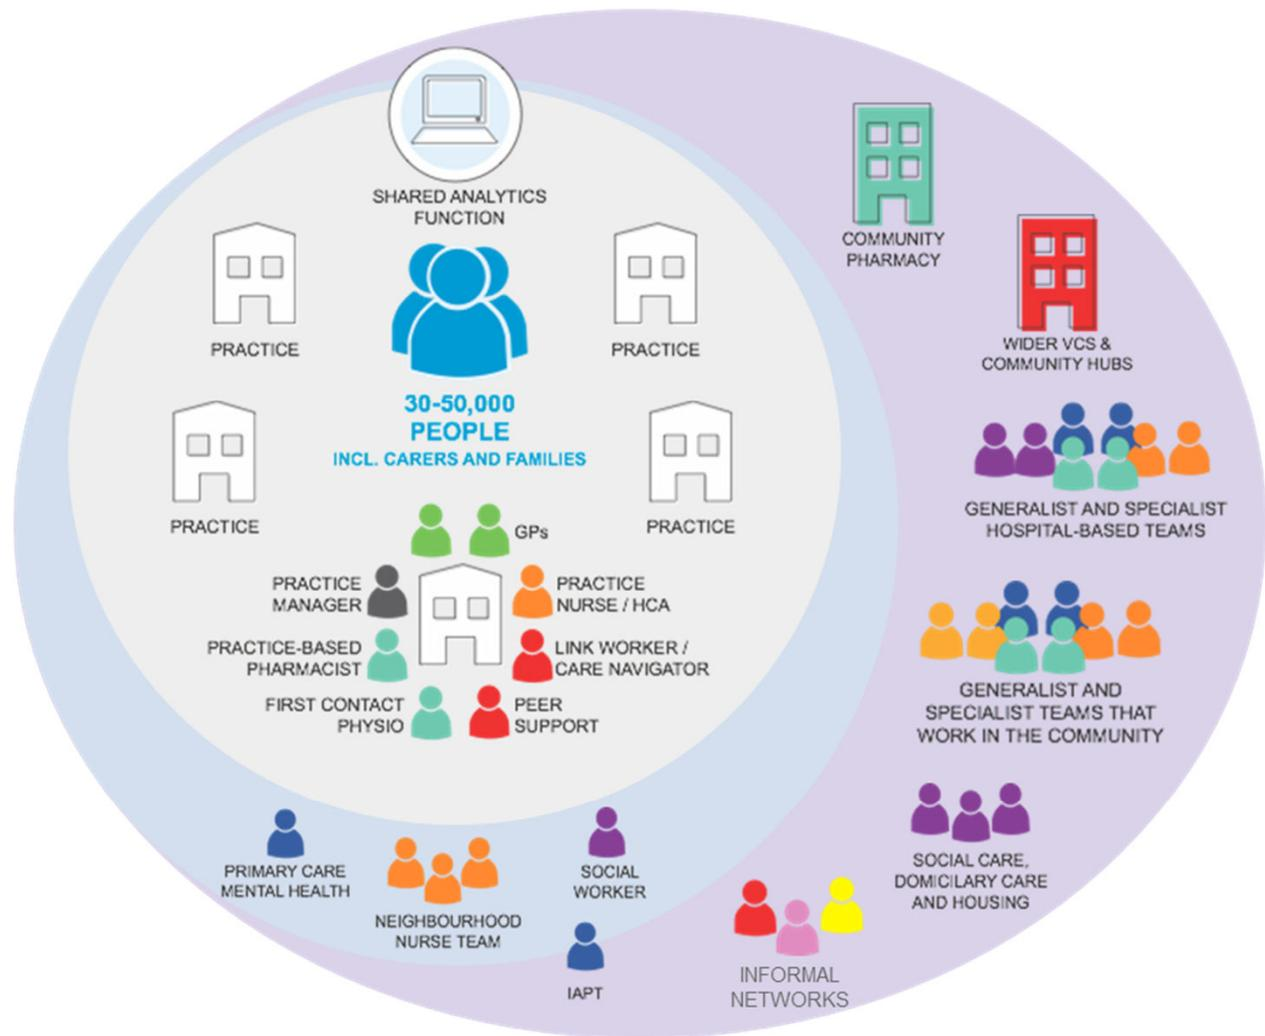 SHARED ANALYTICS
FUNCTION
PRACTICE
PRACTICE
30-50,000
PEOPLE
INCL. CARERS AND FAMILIES
PRACTICE
PRACTICE
GPs
PRACTICE
MANAGER
PRACTICE
NURSE / HCA
PRACTICE-BASED
PHARMACIST
LINK WORKER /
CARE NAVIGATOR
FIRST CONTACT
PHYSIO
PEER
SUPPORT
PRIMARY CARE
MENTAL HEALTH
NEIGHBOURHOOD
NURSE TEAM
SOCIAL
WORKER
IAPT
COMMUNITY
PHARMACY
WIDER VCS &
COMMUNITY HUBS
GENERALIST AND SPECIALIST
HOSPITAL-BASED TEAMS
GENERALIST AND
SPECIALIST TEAMS THAT
WORK IN THE COMMUNITY
SOCIAL CARE,
DOMICILARY CARE
AND HOUSING
INFORMAL
NETWORKS